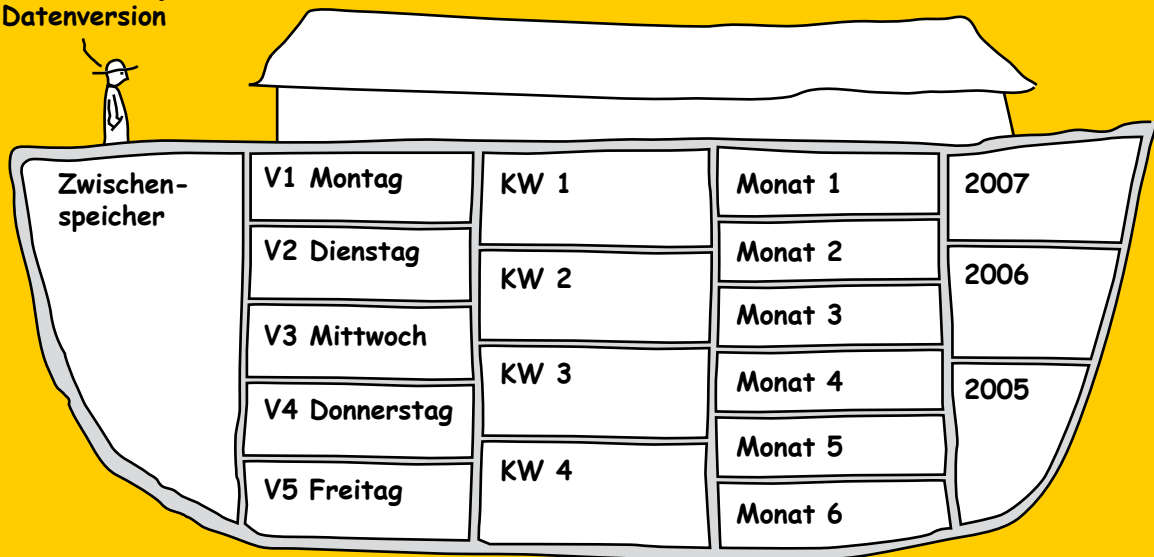 Datenversion
Zwischen-
speicher
V1 Montag
V2 Dienstag
V3 Mittwoch
V4 Donnerstag
V5 Freitag
KW 1
KW 2
KW 3
KW 4
Monat 1
Monat 2
Monat 3
Monat 4
Monat 5
Monat 6
2007
2006
2005